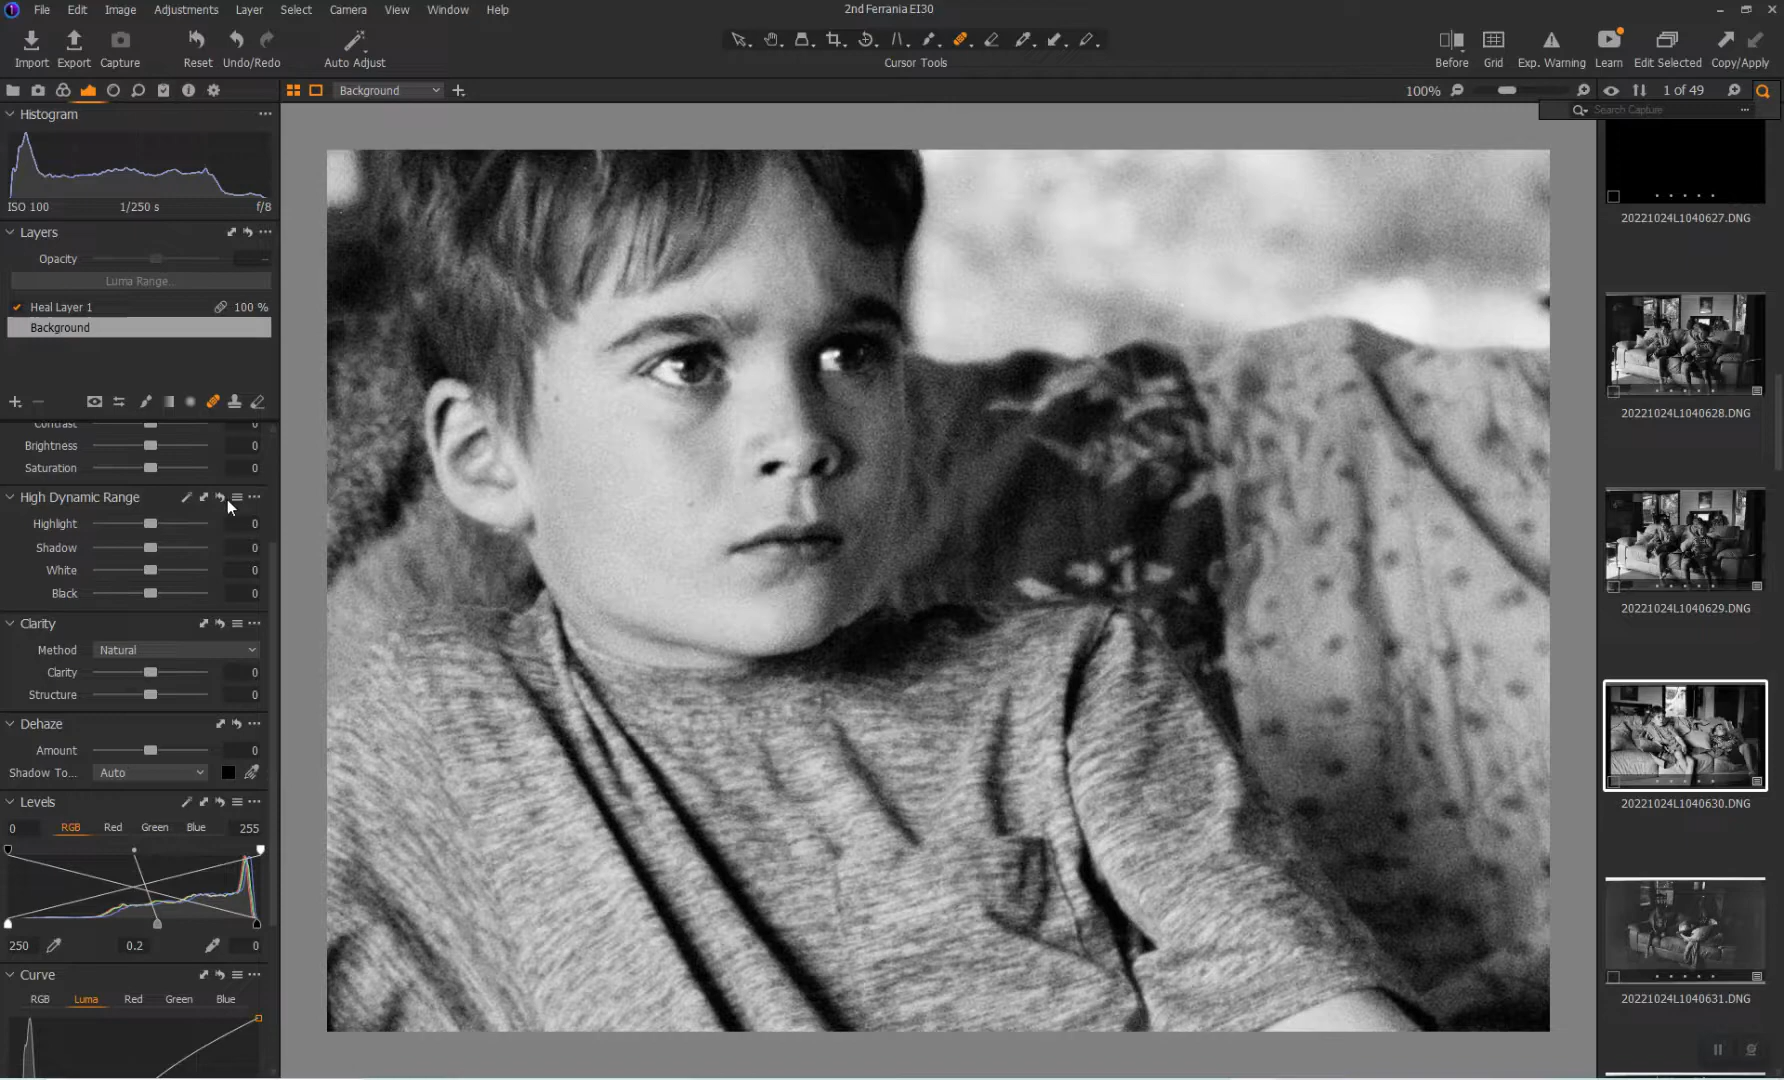 File Edit Image Adjustments Layer Select Camera View Window Help
2nd Ferrania EI30
Import Export Capture Reset Undo/Redo Auto Adjust
Cursor Tools
Before Grid Exp. Warning Learn Edit Selected Copy/Apply
Background
100%
1 of 49
Search Capture
Histogram
ISO 100 1/250 s f/8
Layers
Opacity
Luma Range...
Heal Layer 1 100 %
Background
Contrast 0
Brightness 0
Saturation 0
High Dynamic Range
Highlight 0
Shadow 0
White 0
Black 0
Clarity
Method Natural
Clarity 0
Structure 0
Dehaze
Amount 0
Shadow To... Auto
Levels
0 RGB Red Green Blue 255
250 0.2 0
Curve
RGB Luma Red Green Blue
20221024L1040627.DNG
20221024L1040628.DNG
20221024L1040629.DNG
20221024L1040630.DNG
20221024L1040631.DNG